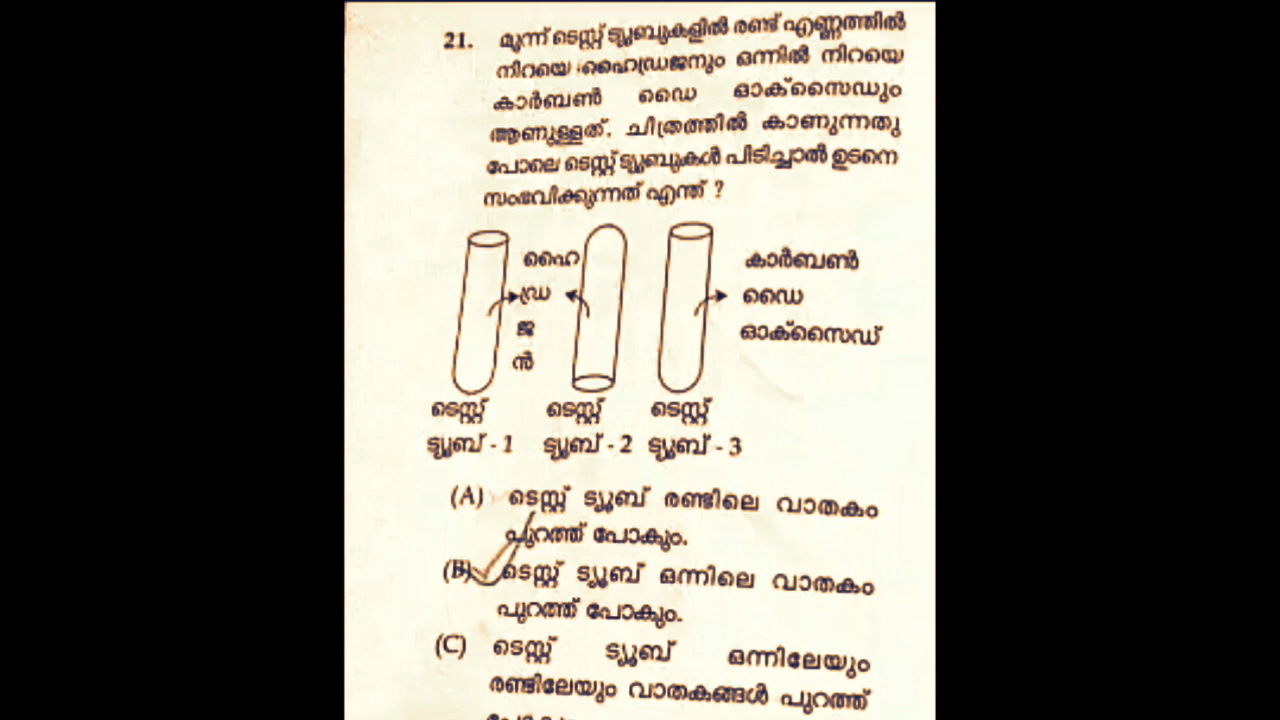 21. മൂന്ന് ടെസ്റ്റ് ട്യൂബുകളിൽ രണ്ട് എണ്ണത്തിൽ
നിറയെ ഹൈഡ്രജനും ഒന്നിൽ നിറയെ
കാർബൺ ഡൈ ഓക്സൈഡും
ആണുള്ളത്. ചിത്രത്തിൽ കാണുന്നതു
പോലെ ടെസ്റ്റ് ട്യൂബുകൾ പിടിച്ചാൽ ഉടനെ
സംഭവിക്കുന്നത് എന്ത് ?
ഹൈ
ഡ്ര
ജ
ൻ
കാർബൺ
ഡൈ
ഓക്സൈഡ്
ടെസ്റ്റ് ടെസ്റ്റ് ടെസ്റ്റ്
ട്യൂബ് - 1 ട്യൂബ് - 2 ട്യൂബ് - 3
(A) ടെസ്റ്റ് ട്യൂബ് രണ്ടിലെ വാതകം
പുറത്ത് പോകും.
(B) ടെസ്റ്റ് ട്യൂബ് ഒന്നിലെ വാതകം
പുറത്ത് പോകും.
(C) ടെസ്റ്റ് ട്യൂബ് ഒന്നിലേയും
രണ്ടിലേയും വാതകങ്ങൾ പുറത്ത്